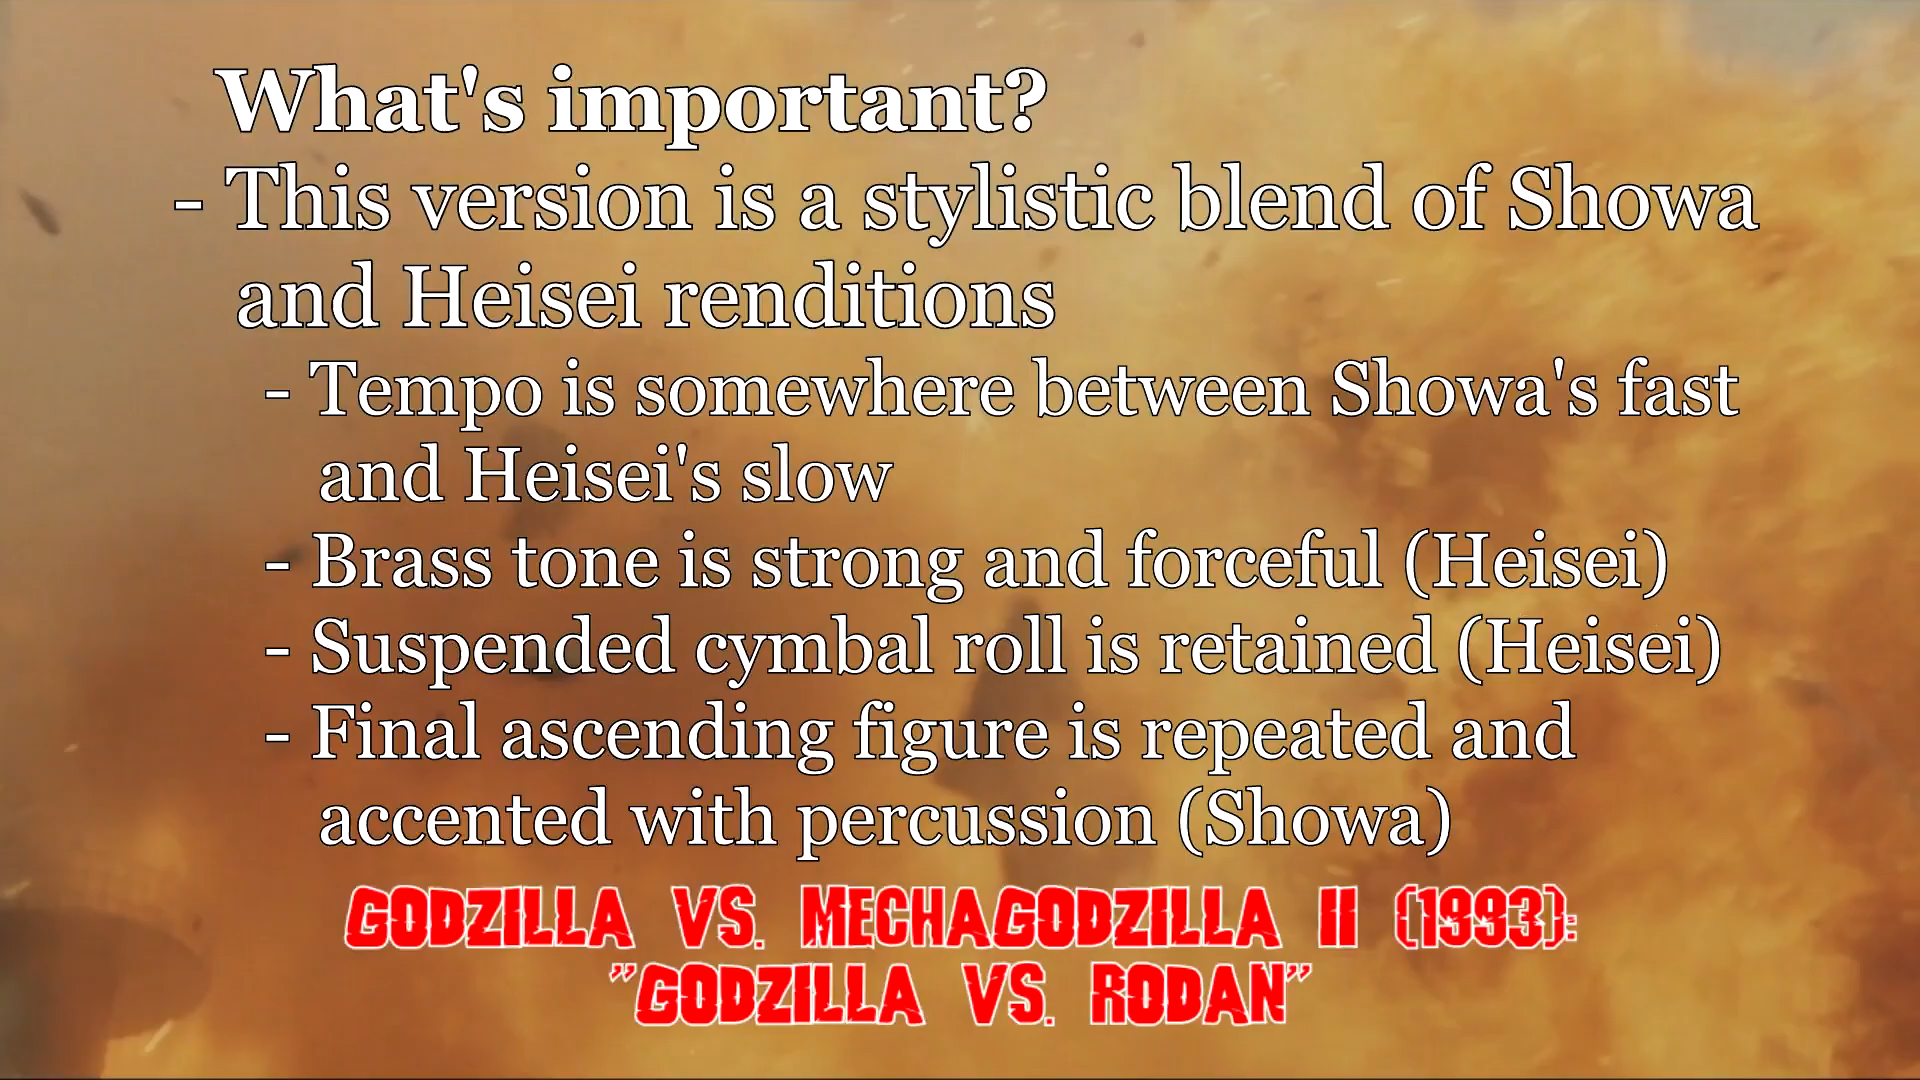 What's important?
- This version is a stylistic blend of Showa
and Heisei renditions
- Tempo is somewhere between Showa's fast
and Heisei's slow
- Brass tone is strong and forceful (Heisei)
- Suspended cymbal roll is retained (Heisei)
- Final ascending figure is repeated and
accented with percussion (Showa)
GODZILLA VS. MECHAGODZILLA II (1993):
"GODZILLA VS. RODAN"